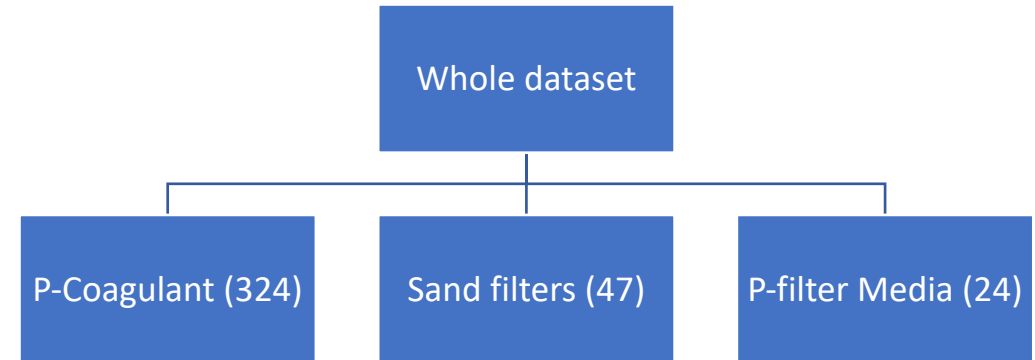 Whole dataset
P-Coagulant (324)
Sand filters (47)
P-filter Media (24)